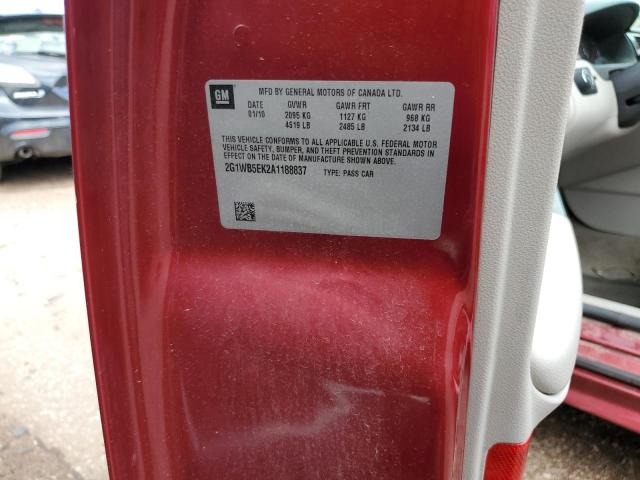 GM
MFD BY GENERAL MOTORS OF CANADA LTD.
DATE GVWR GAWR FRT GAWR RR
01/10 2095 KG 1127 KG 968 KG
4619 LB 2485 LB 2134 LB
THIS VEHICLE CONFORMS TO ALL APPLICABLE U.S. FEDERAL MOTOR
VEHICLE SAFETY, BUMPER, AND THEFT PREVENTION STANDARDS IN
EFFECT ON THE DATE OF MANUFACTURE SHOWN ABOVE.
2G1WB5EK2A1188837 TYPE: PASS CAR